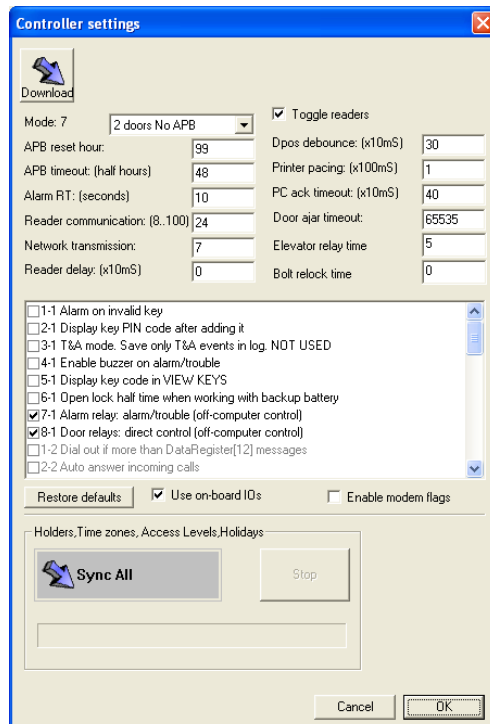 Controller settings
Download
Mode: 7
2 doors No APB
Toggle readers
APB reset hour:
99
Dpos debounce: (x10mS)
30
APB timeout: (half hours)
48
Printer pacing: (x100mS)
1
Alarm RT: (seconds)
10
PC ack timeout: (x10mS)
40
Reader communication: (8..100)
24
Door ajar timeout:
65535
Network transmission:
7
Elevator relay time
5
Reader delay: (x10mS)
0
Bolt relock time
0
1-1 Alarm on invalid key
2-1 Display key PIN code after adding it
3-1 T&A mode. Save only T&A events in log. NOT USED
4-1 Enable buzzer on alarm/trouble
5-1 Display key code in VIEW KEYS
6-1 Open lock half time when working with backup battery
7-1 Alarm relay: alarm/trouble (off-computer control)
8-1 Door relays: direct control (off-computer control)
1-2 Dial out if more than DataRegister[12] messages
2-2 Auto answer incoming calls
Restore defaults
Use on-board IOs
Enable modem flags
Holders,Time zones, Access Levels,Holidays
Sync All
Stop
Cancel
OK